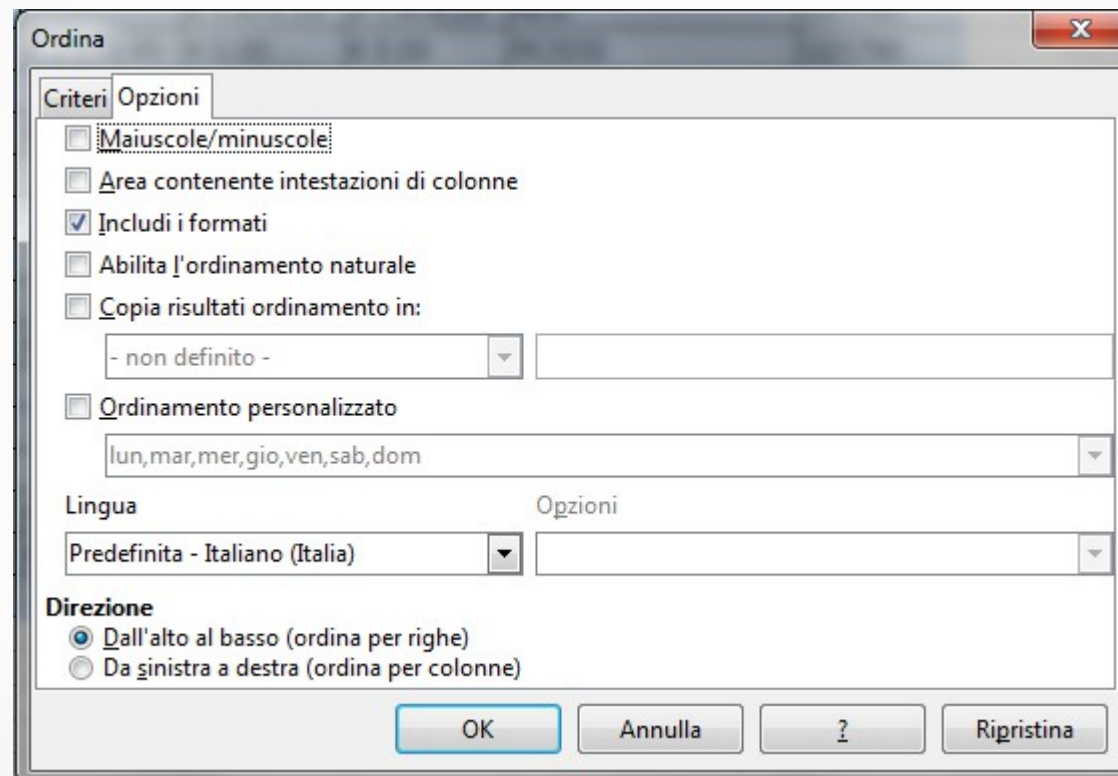 Ordina
Criteri Opzioni
Maiuscole/minuscole
Area contenente intestazioni di colonne
Includi i formati
Abilita l'ordinamento naturale
Copia risultati ordinamento in:
- non definito -
Ordinamento personalizzato
lun,mar,mer,gio,ven,sab,dom
Lingua Opzioni
Predefinita - Italiano (Italia)
Direzione
Dall'alto al basso (ordina per righe)
Da sinistra a destra (ordina per colonne)
OK Annulla ? Ripristina